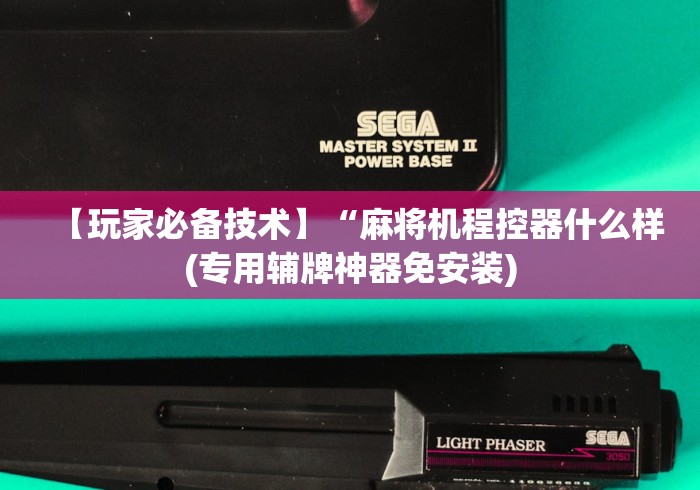 SEGA
MASTER SYSTEM II
POWER BASE
【玩家必备技术】“麻将机程控器什么样
(专用辅牌神器免安装)
LIGHT PHASER
SEGA
3050